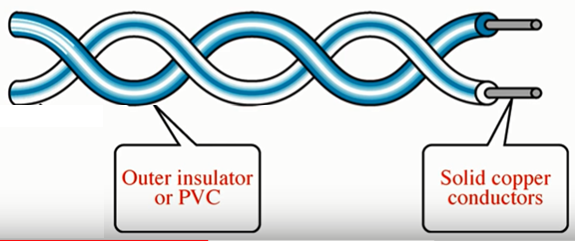 Outer insulator
or PVC
Solid copper
conductors